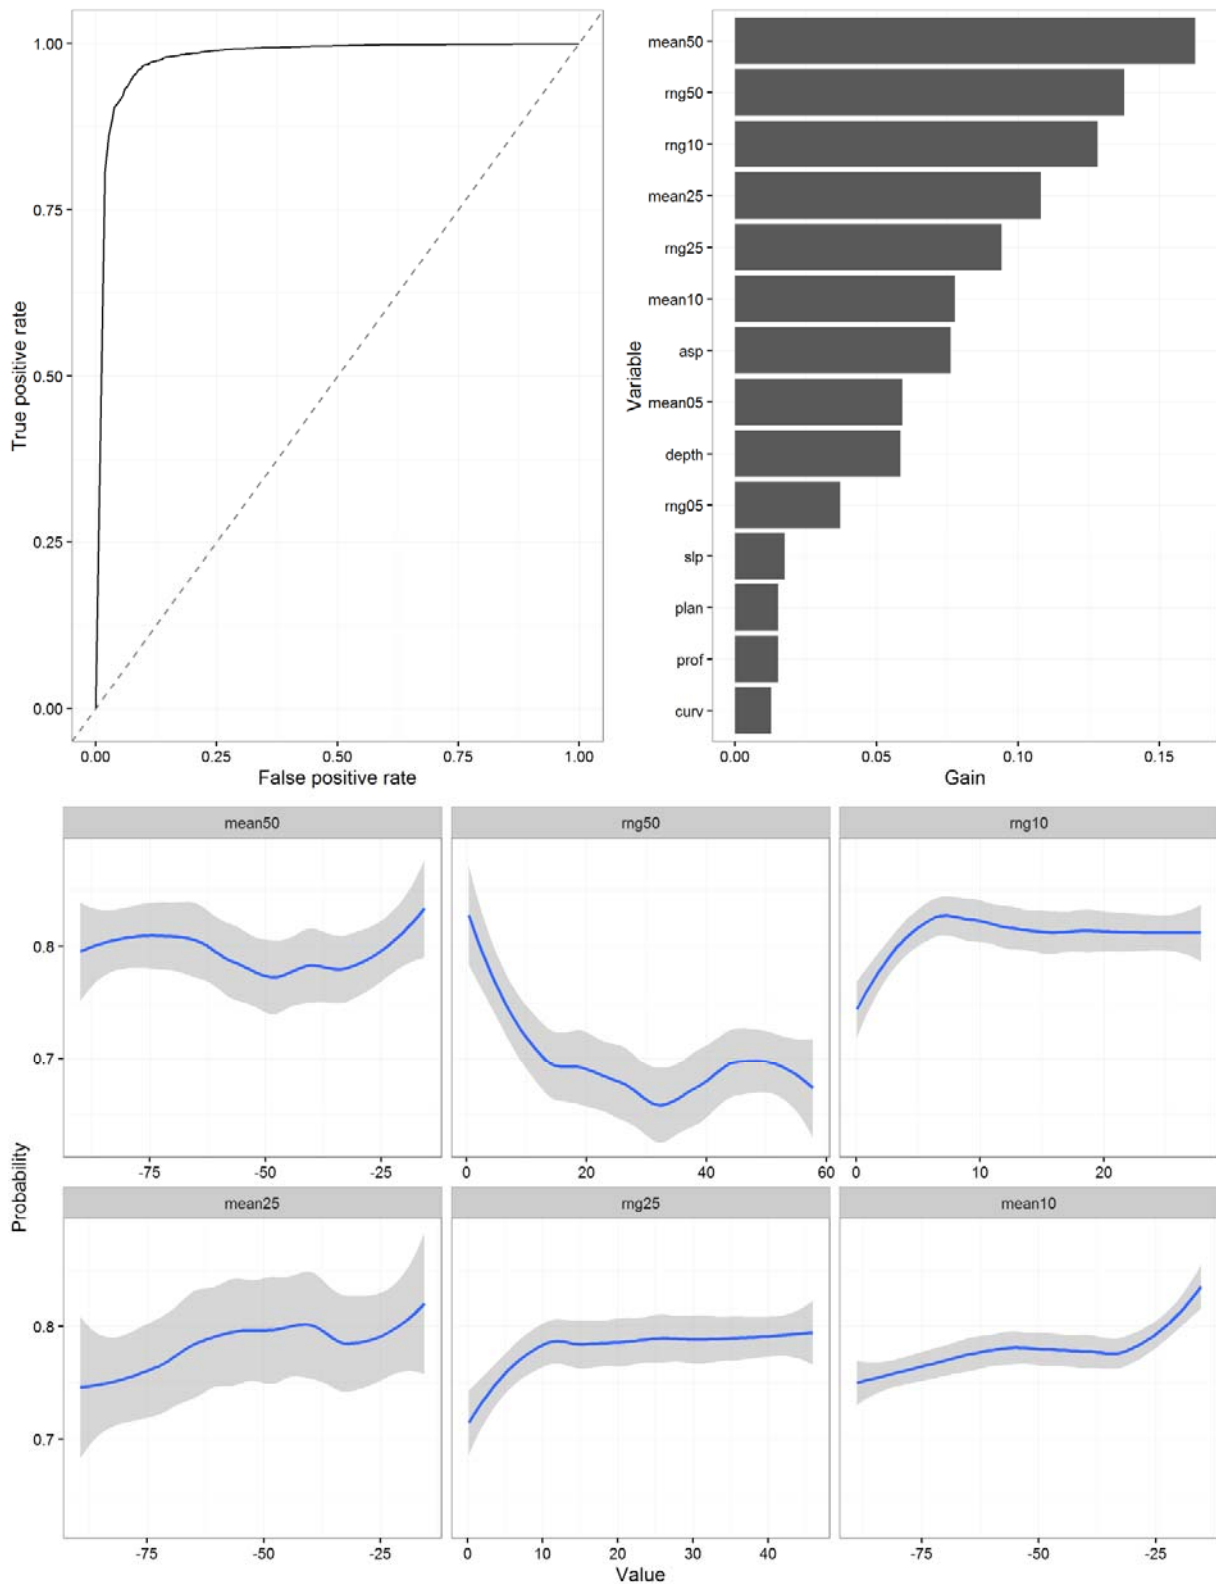 1.00
0.75
0.50
0.25
0.00
True positive rate
0.00 0.25 0.50 0.75 1.00
False positive rate
mean50
rng50
rng10
mean25
rng25
mean10
asp
mean05
depth
rng05
slp
plan
prof
curv
Variable
0.00 0.05 0.10 0.15
Gain
mean50 rng50 rng10
0.8
0.7
-75 -50 -25 0 20 40 60 0 10 20
Probability
mean25 rng25 mean10
0.8
0.7
-75 -50 -25 0 10 20 30 40 -75 -50 -25
Value